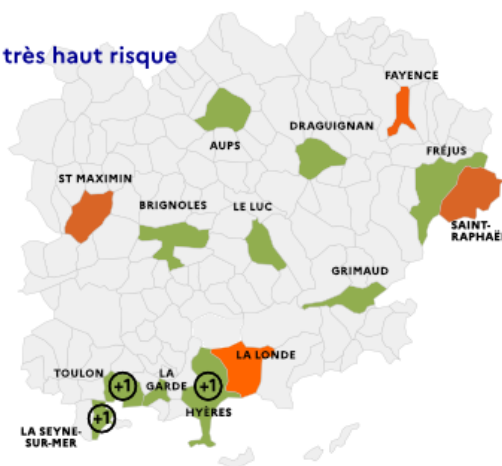 très haut risque
FAYENCE
DRAGUIGNAN
AUPS
FRÉJUS
ST MAXIMIN
BRIGNOLES
LE LUC
SAINT-
RAPHAË
GRIMAUD
LA LONDE
TOULON
+1
LA
GARDE
+1
HYÈRES
+1
LA SEYNE-
SUR-MER